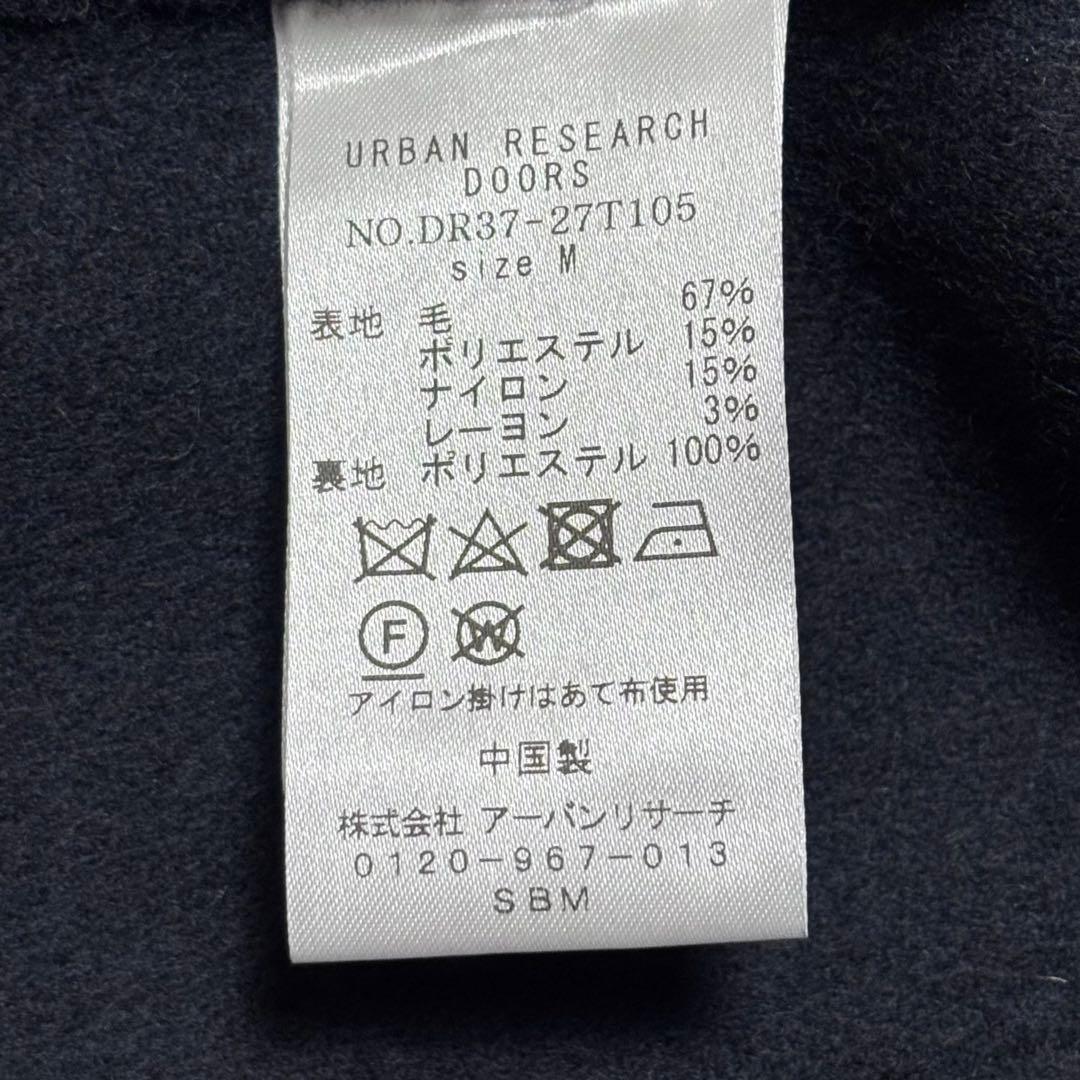 URBAN RESEARCH
DOORS
NO.DR37-27T105
size M
表地 毛 67%
ポリエステル 15%
ナイロン 15%
レーヨン 3%
裏地 ポリエステル 100%
F W
アイロン掛けはあて布使用
中国製
株式会社 アーバンリサーチ
0120-967-013
SBM